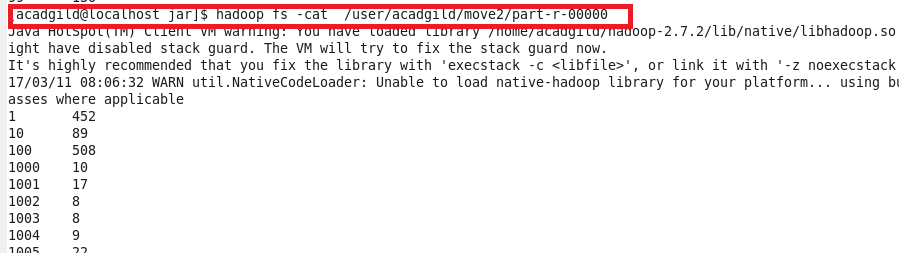 [acadgild@localhost jar]$ hadoop fs -cat  /user/acadgild/move2/part-r-00000
Java HotSpot(TM) Client VM warning: You have loaded library /home/acadgild/hadoop-2.7.2/lib/native/libhadoop.so
ight have disabled stack guard. The VM will try to fix the stack guard now.
It's highly recommended that you fix the library with 'execstack -c <libfile>', or link it with '-z noexecstack
17/03/11 08:06:32 WARN util.NativeCodeLoader: Unable to load native-hadoop library for your platform... using bu
asses where applicable
1 452
10 89
100 508
1000 10
1001 17
1002 8
1003 8
1004 9
1005 22